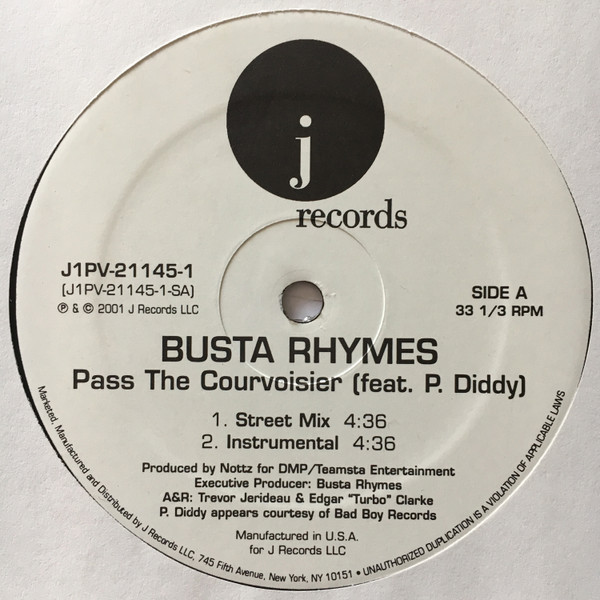 j
records
J1PV-21145-1
(J1PV-21145-1-SA)
℗ & © 2001 J Records LLC
SIDE A
33 1/3 RPM
BUSTA RHYMES
Pass The Courvoisier (feat. P. Diddy)
1. Street Mix 4:36
2. Instrumental 4:36
Produced by Nottz for DMP/Teamsta Entertainment
Executive Producer: Busta Rhymes
A&R: Trevor Jerideau & Edgar "Turbo" Clarke
P. Diddy appears courtesy of Bad Boy Records
Manufactured in U.S.A.
for J Records LLC
Marketed, Manufactured and Distributed by J Records LLC, 745 Fifth Avenue, New York, NY 10151 • UNAUTHORIZED DUPLICATION IS A VIOLATION OF APPLICABLE LAWS